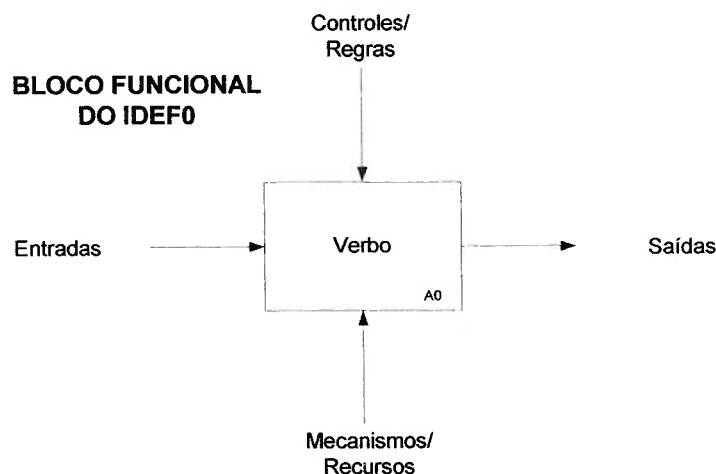 Controles/
Regras
BLOCO FUNCIONAL
DO IDEF0
Entradas
Verbo
Saídas
A0
Mecanismos/
Recursos